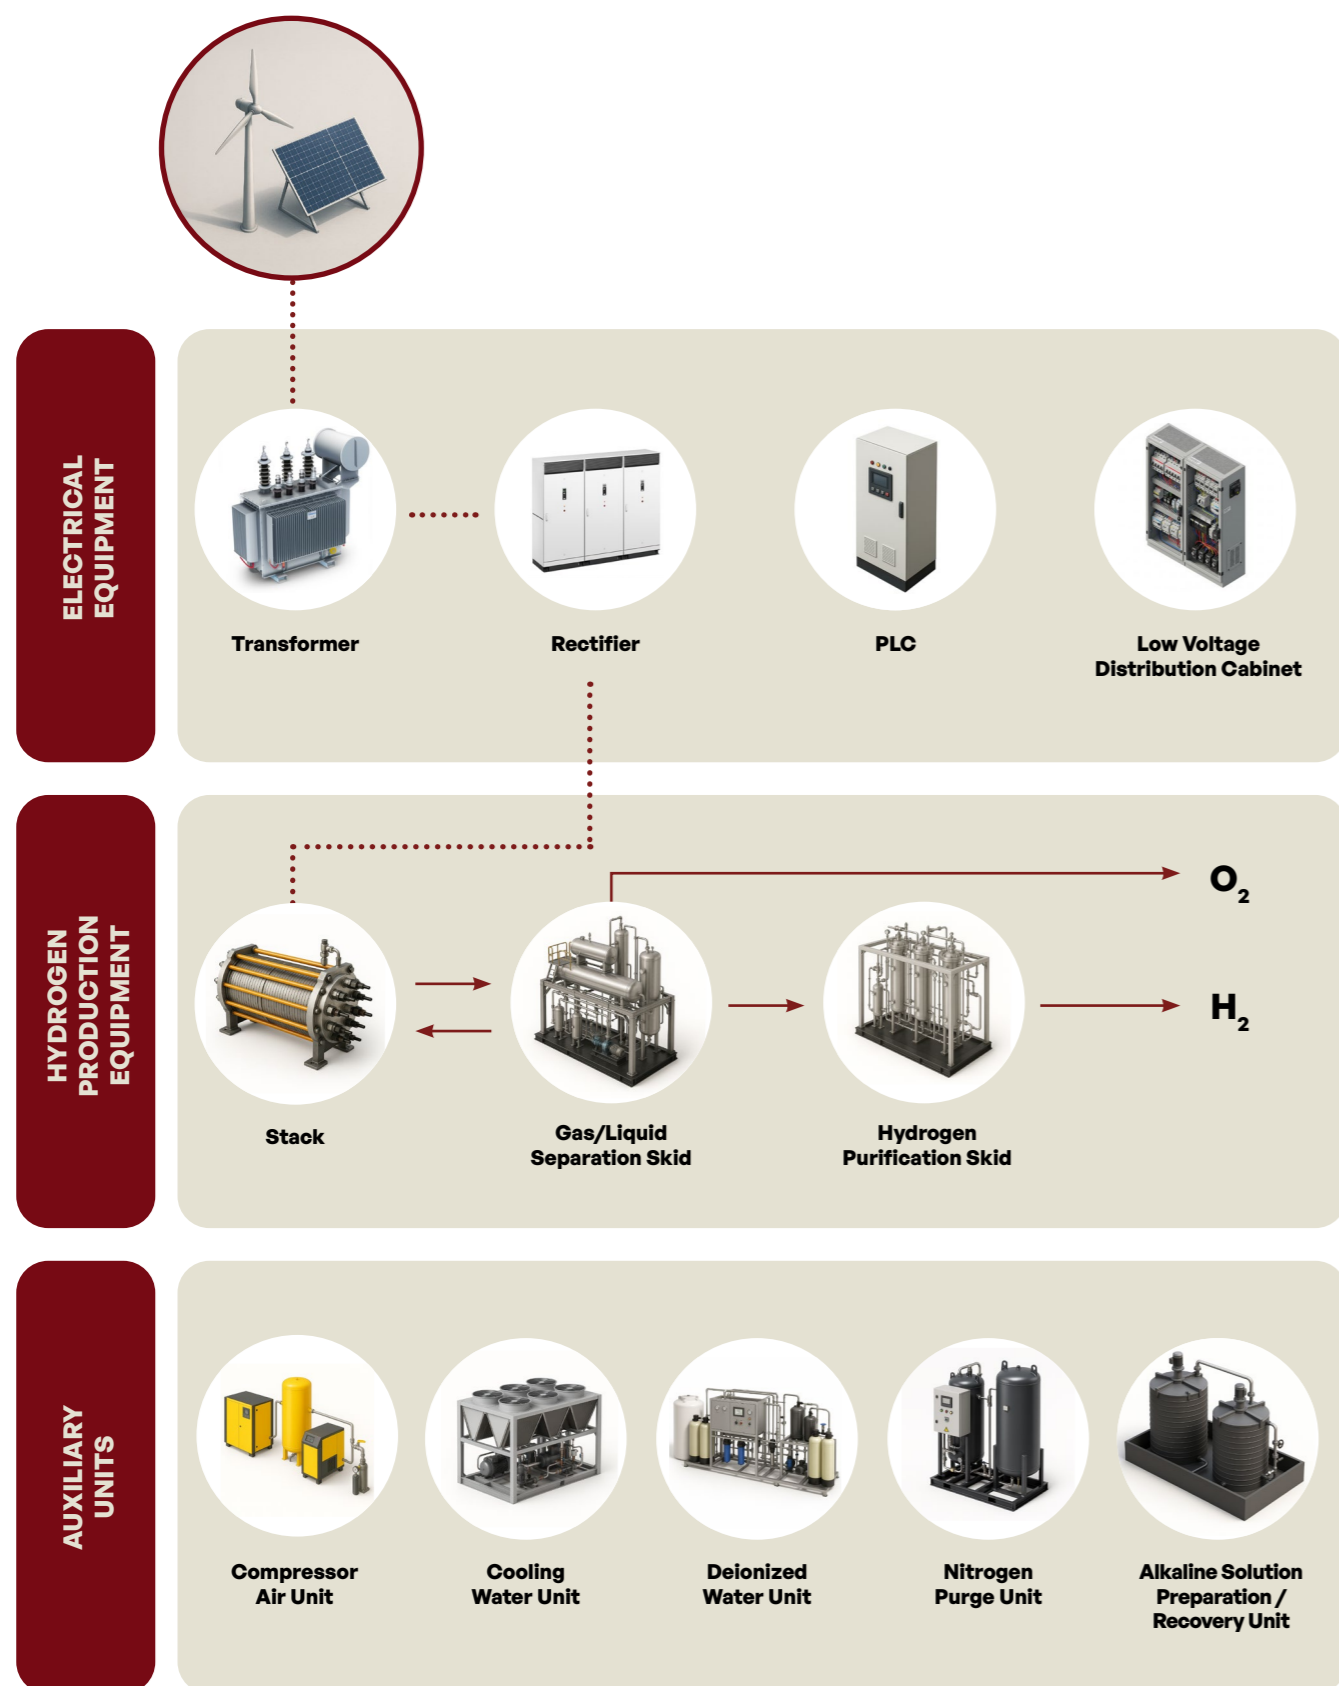 ELECTRICAL
EQUIPMENT
Transformer
Rectifier
PLC
Low Voltage
Distribution Cabinet
HYDROGEN
PRODUCTION
EQUIPMENT
O2
H2
Stack
Gas/Liquid
Separation Skid
Hydrogen
Purification Skid
AUXILIARY
UNITS
Compressor
Air Unit
Cooling
Water Unit
Deionized
Water Unit
Nitrogen
Purge Unit
Alkaline Solution
Preparation /
Recovery Unit